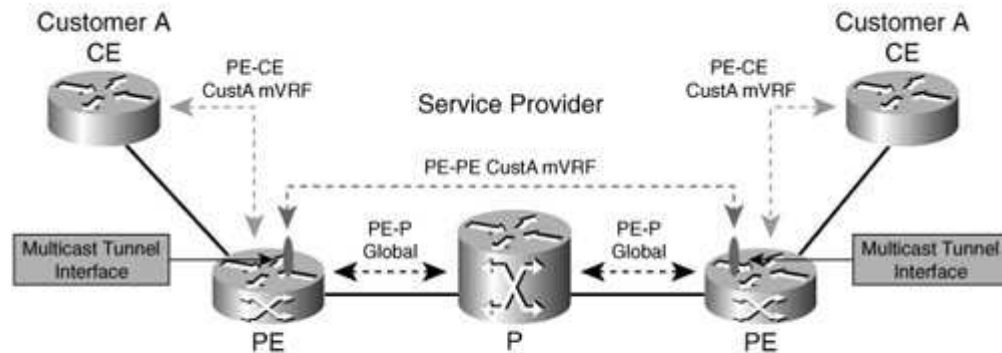 Customer A
CE
Customer A
CE
PE-CE
CustA mVRF
PE-CE
CustA mVRF
Service Provider
PE-PE CustA mVRF
PE-P
Global
PE-P
Global
Multicast Tunnel
Interface
Multicast Tunnel
Interface
PE
P
PE